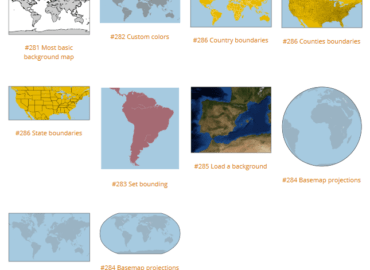 #281 Most basic
background map
#282 Custom colors
#286 Country boundaries
#286 Counties boundaries
#286 State boundaries
#283 Set bounding
#285 Load a background
#284 Basemap projections
#284 Basemap projections